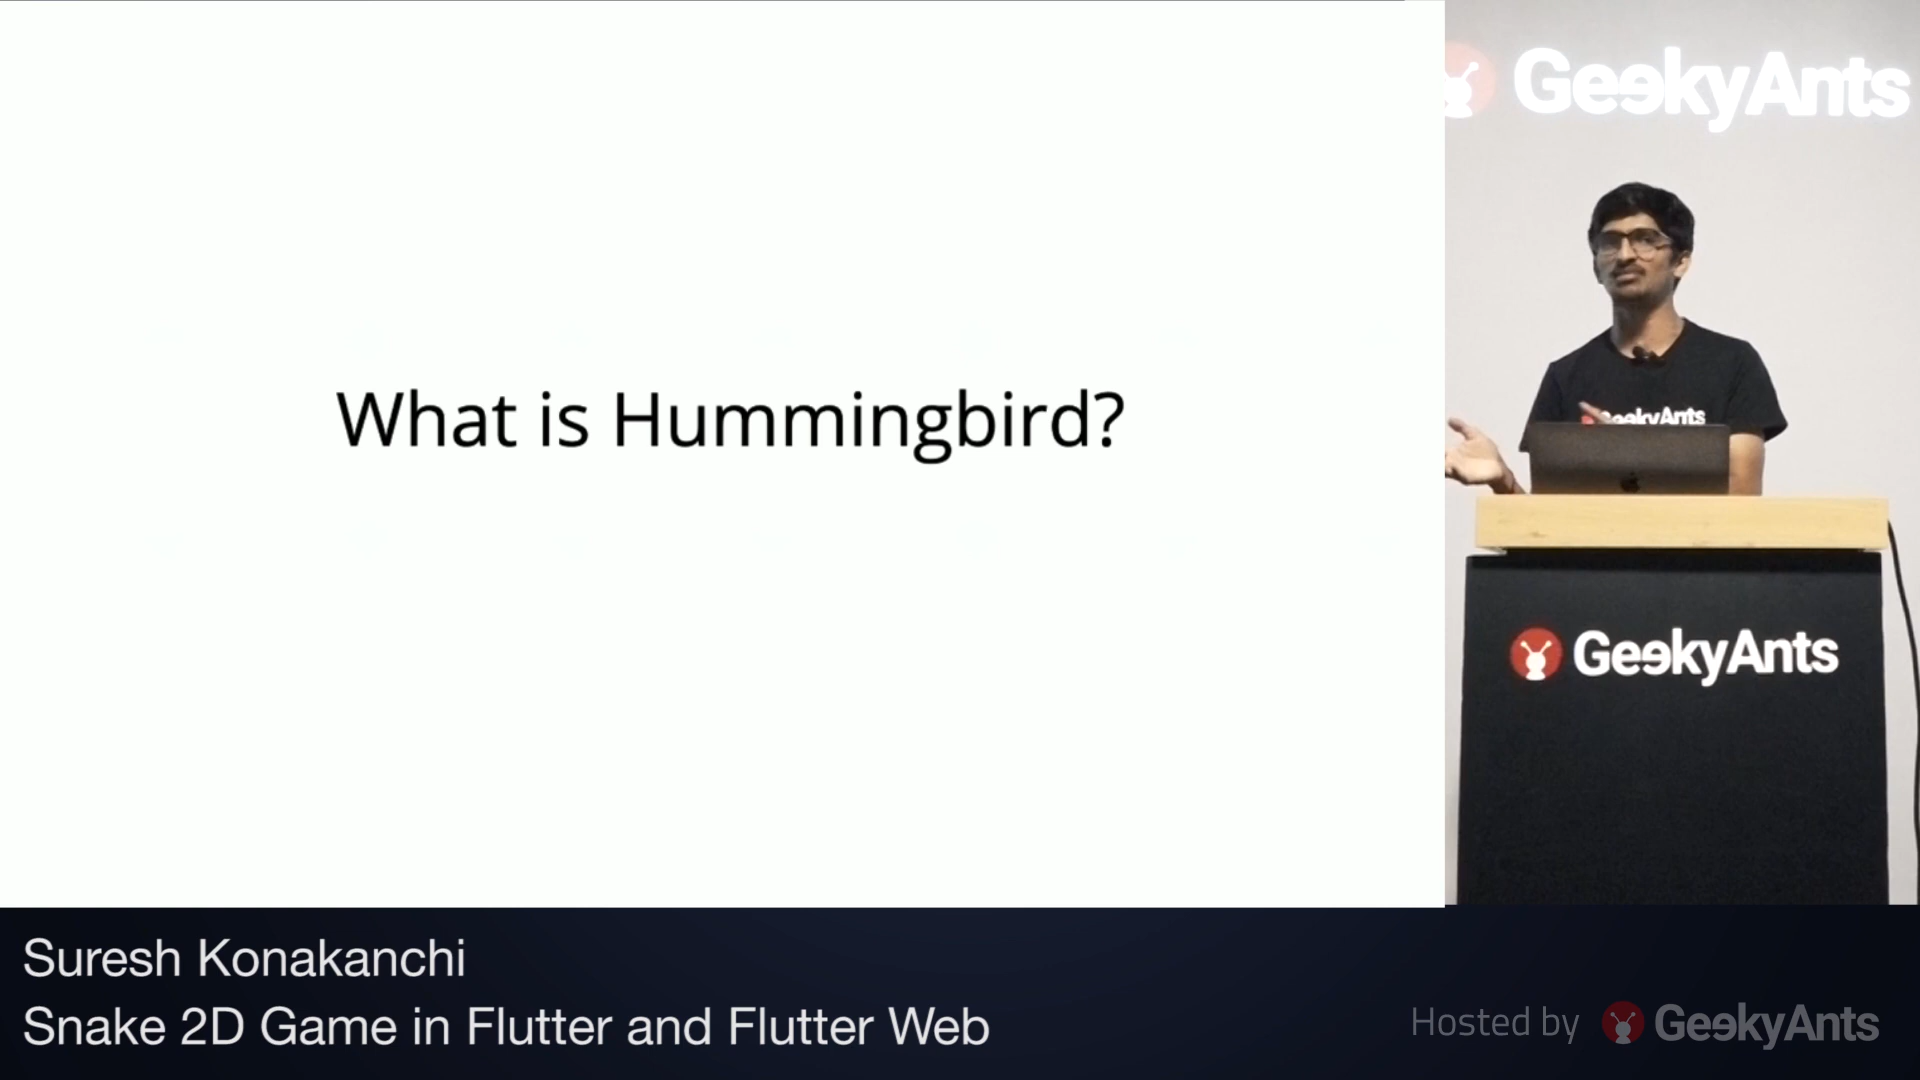 What is Hummingbird?
GeekyAnts
GeekyAnts
GeekyAnts
Suresh Konakanchi
Snake 2D Game in Flutter and Flutter Web
Hosted by GeekyAnts